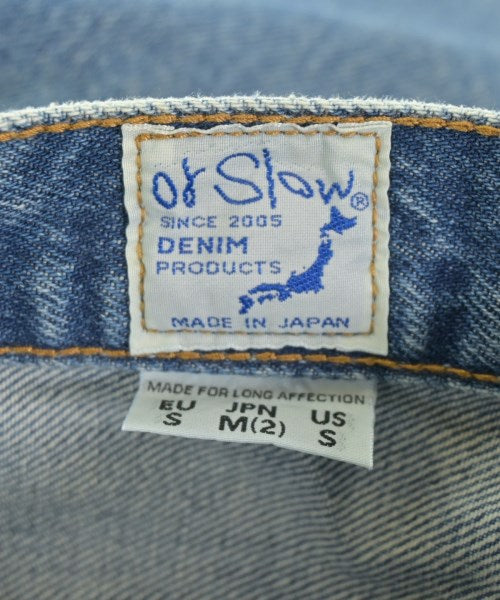 or Slow®
SINCE 2005
DENIM
PRODUCTS
MADE IN JAPAN
MADE FOR LONG AFFECTION
EU JPN US
S M(2) S